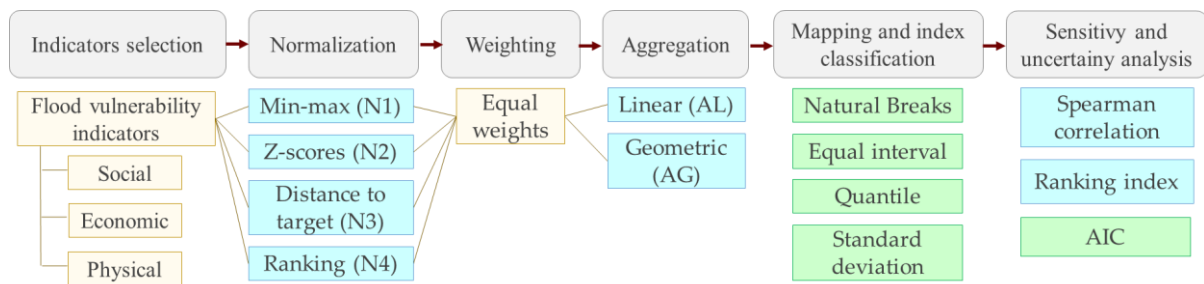 Indicators selection
Normalization
Weighting
Aggregation
Mapping and index
classification
Sensitivy and
uncertainy analysis
Flood vulnerability
indicators
Social
Economic
Physical
Min-max (N1)
Z-scores (N2)
Distance to
target (N3)
Ranking (N4)
Equal
weights
Linear (AL)
Geometric
(AG)
Natural Breaks
Equal interval
Quantile
Standard
deviation
Spearman
correlation
Ranking index
AIC